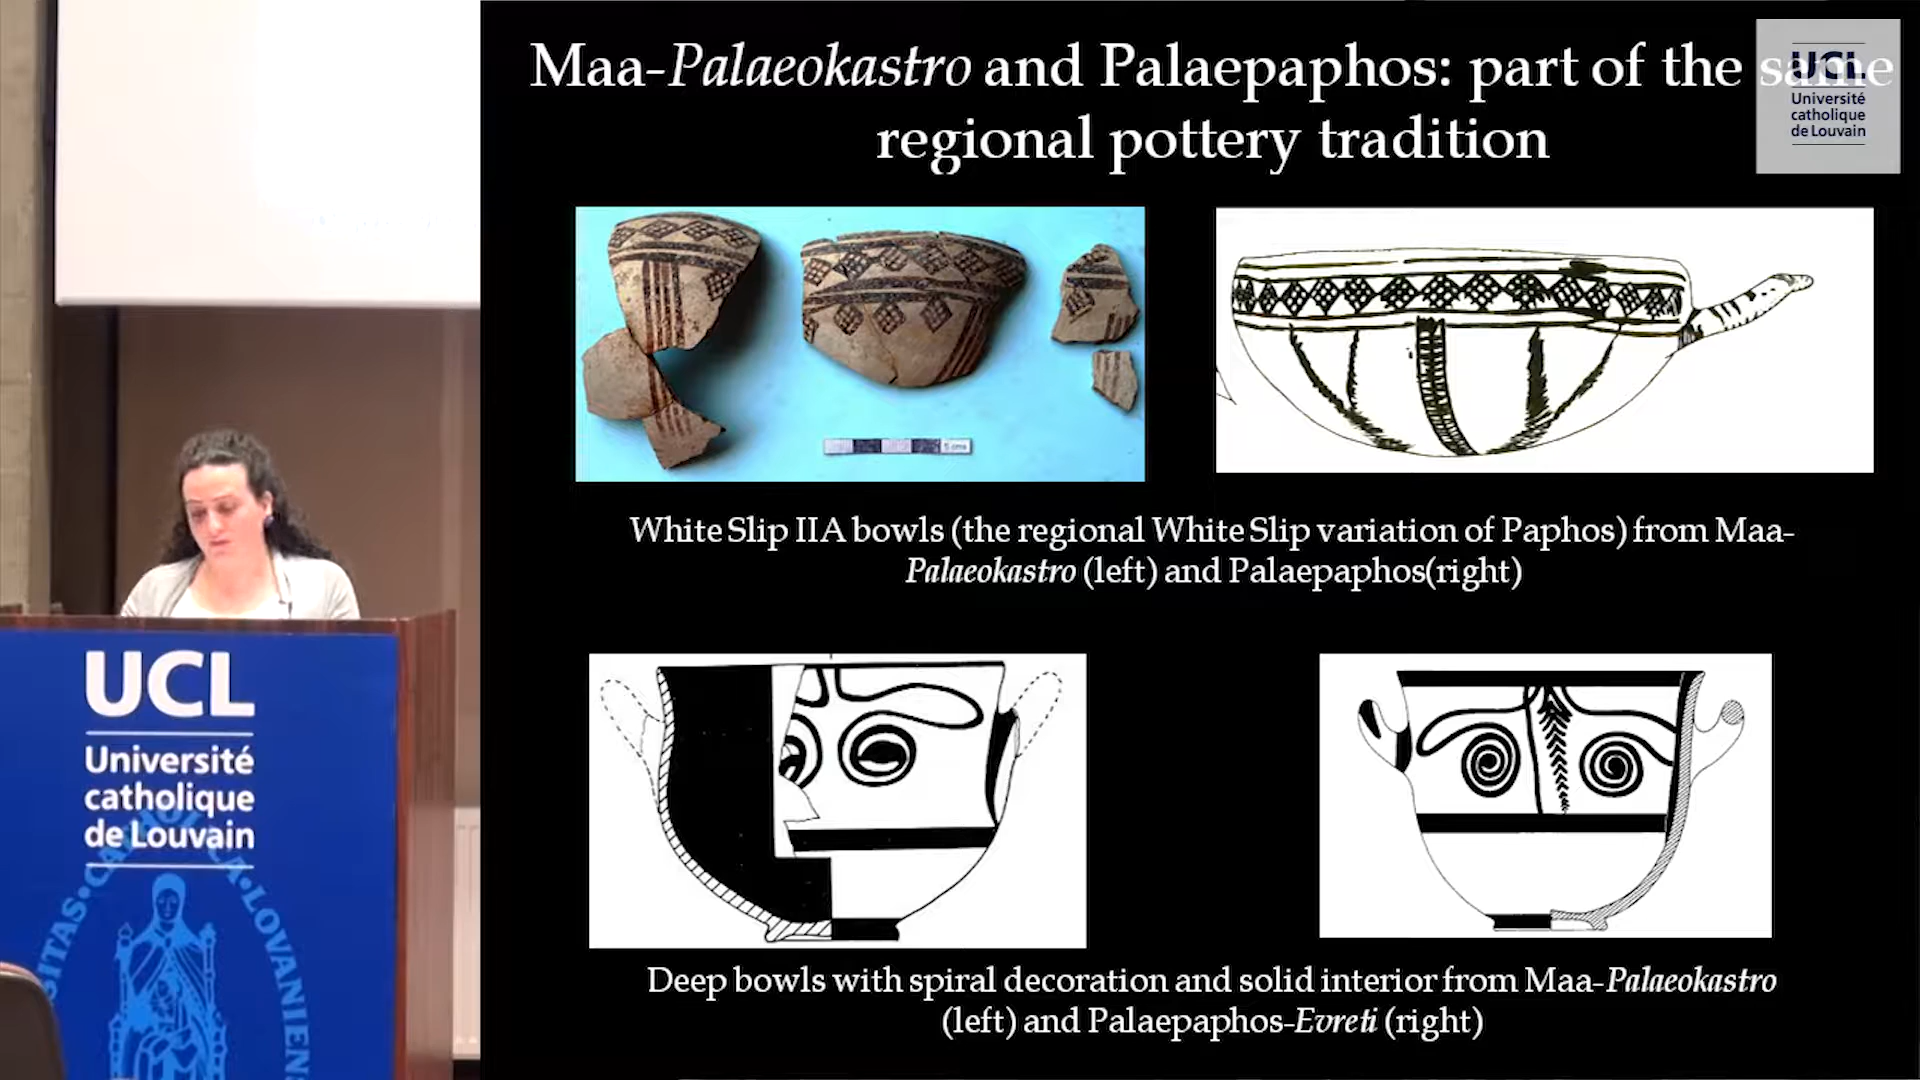 Maa-Palaeokastro and Palaepaphos: part of the same
regional pottery tradition
UCL
Université
catholique
de Louvain
5 cms
White Slip IIA bowls (the regional White Slip variation of Paphos) from Maa-
Palaeokastro (left) and Palaepaphos(right)
Deep bowls with spiral decoration and solid interior from Maa-Palaeokastro
(left) and Palaepaphos-Evreti (right)
UCL
Université
catholique
de Louvain